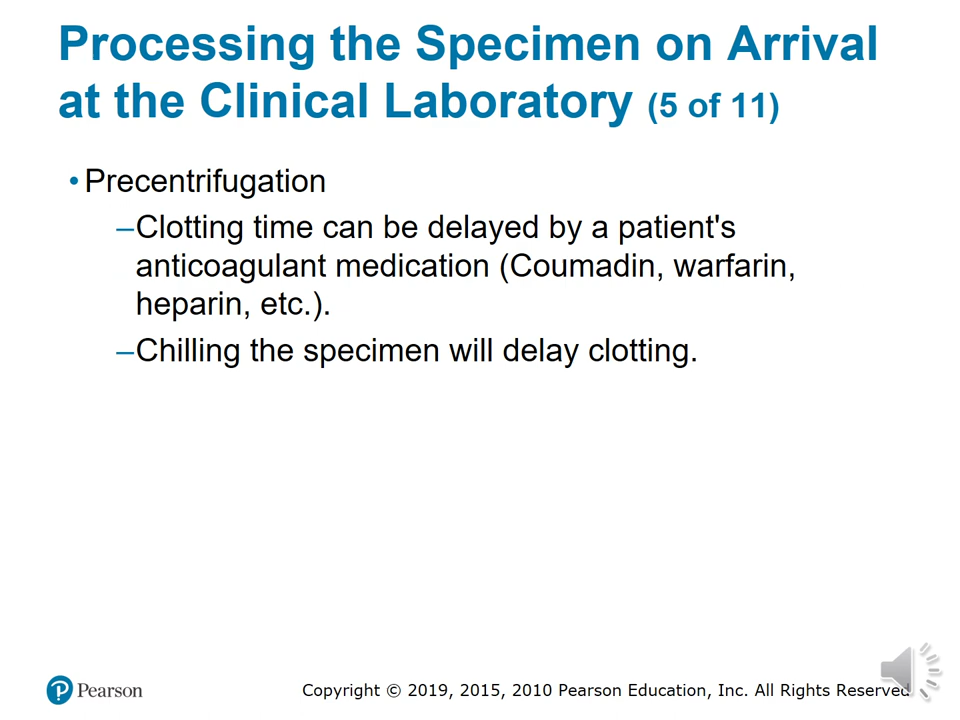 Processing the Specimen on Arrival
at the Clinical Laboratory (5 of 11)
• Precentrifugation
–Clotting time can be delayed by a patient's
anticoagulant medication (Coumadin, warfarin,
heparin, etc.).
–Chilling the specimen will delay clotting.
Pearson
Copyright © 2019, 2015, 2010 Pearson Education, Inc. All Rights Reserved